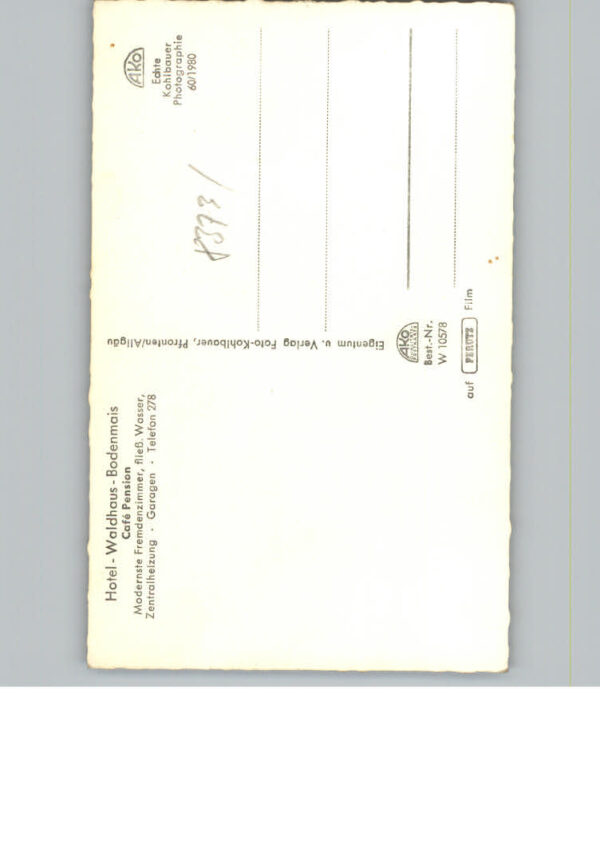 Hotel - Waldhaus - Bodenmais
Café Pension
Modernste Fremdenzimmer, fließ. Wasser,
Zentralheizung · Garagen · Telefon 278
Eigentum u. Verlag Foto-Kohlbauer, Pfronten/Allgäu
AKO
Best.-Nr.
W 10578
auf PERUTZ Film
AKO
Echte
Kohlbauer
Photographie
60/1980